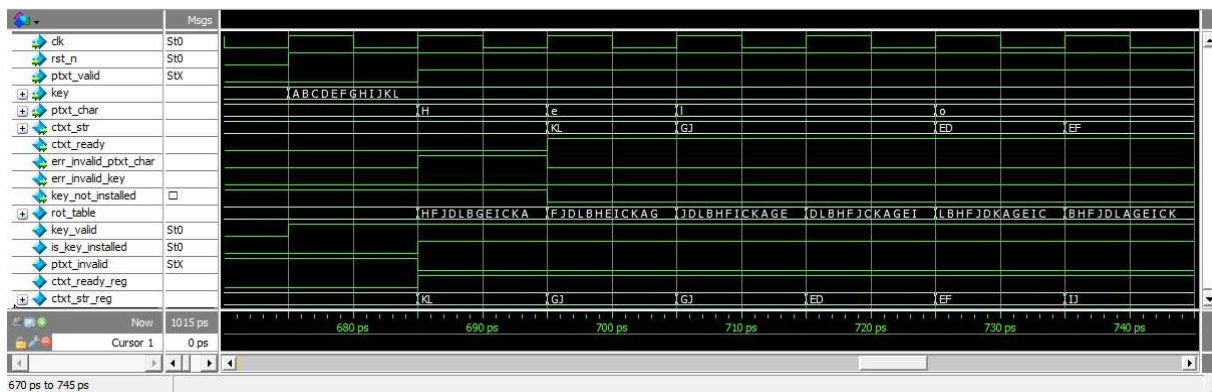 Msgs
clk St0
rst_n St0
ptxt_valid StX
key ABCDEFGHIJKL
ptxt_char H e l o
ctxt_str KL GJ ED EF
ctxt_ready
err_invalid_ptxt_char
err_invalid_key
key_not_installed
rot_table HFJDLBGEICKA FJDLBHEICKAG JDLBHFICKAGE DLBHFJCKAGEI LBHFJDKAGEIC BHFJDLAGEICK
key_valid St0
is_key_installed St0
ptxt_invalid StX
ctxt_ready_reg
ctxt_str_reg KL GJ GJ ED EF IJ
Now 1015 ps 680 ps 690 ps 700 ps 710 ps 720 ps 730 ps 740 ps
Cursor 1 0 ps
670 ps to 745 ps